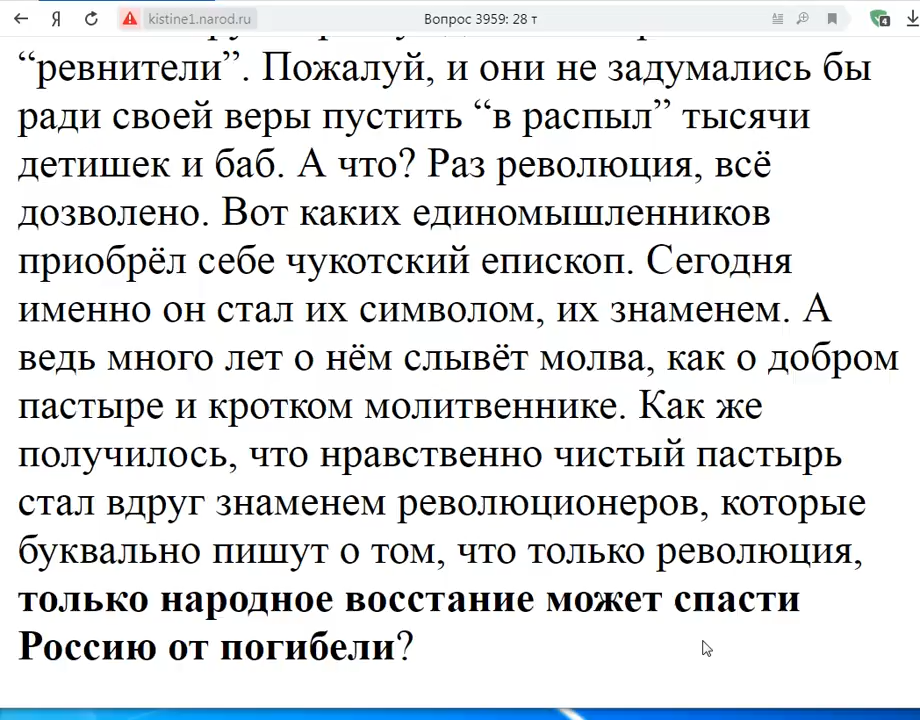 kistine1.narod.ru
Вопрос 3959: 28 т
4
“ревнители”. Пожалуй, и они не задумались бы
ради своей веры пустить “в распыл” тысячи
детишек и баб. А что? Раз революция, всё
дозволено. Вот каких единомышленников
приобрёл себе чукотский епископ. Сегодня
именно он стал их символом, их знаменем. А
ведь много лет о нём слывёт молва, как о добром
пастыре и кротком молитвеннике. Как же
получилось, что нравственно чистый пастырь
стал вдруг знаменем революционеров, которые
буквально пишут о том, что только революция,
только народное восстание может спасти
Россию от погибели?